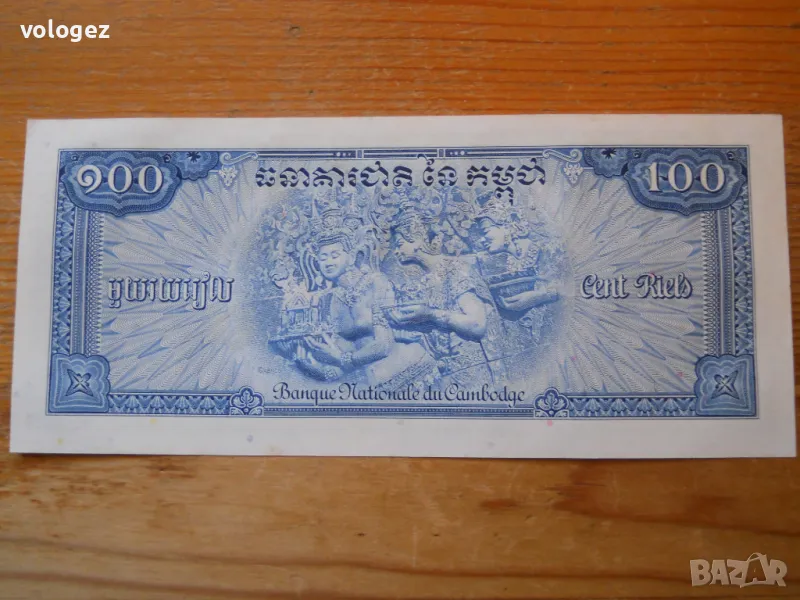 vologez
១០០
ធនាគារជាតិ នៃ កម្ពុជា
100
មួយរយរៀល
Cent Riels
Banque Nationale du Cambodge
BAZAR